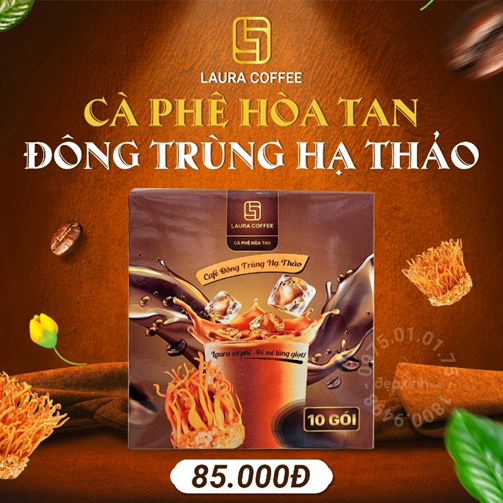 LAURA COFFEE
CÀ PHÊ HÒA TAN
ĐÔNG TRÙNG HẠ THẢO
LAURA COFFEE
CÀ PHÊ HÒA TAN
Café Đông Trùng Hạ Thảo
Laura cà phê - Đê mê từng giọt!
10 GÓI
85.000Đ